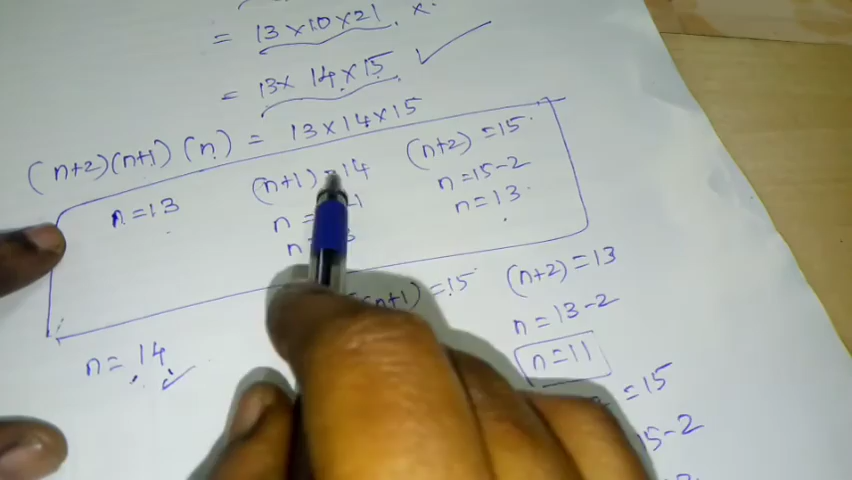 = 13×10×21. ×.
= 13× 14×15 ✓
(n+2)(n+1)(n) = 13×14×15
n=13 (n+1)=14 (n+2)=15
n = n=15-2
n n=13
(n+1)=15 (n+2)=13
n=13-2
n= 14 ✓ n=11
=15
15-2